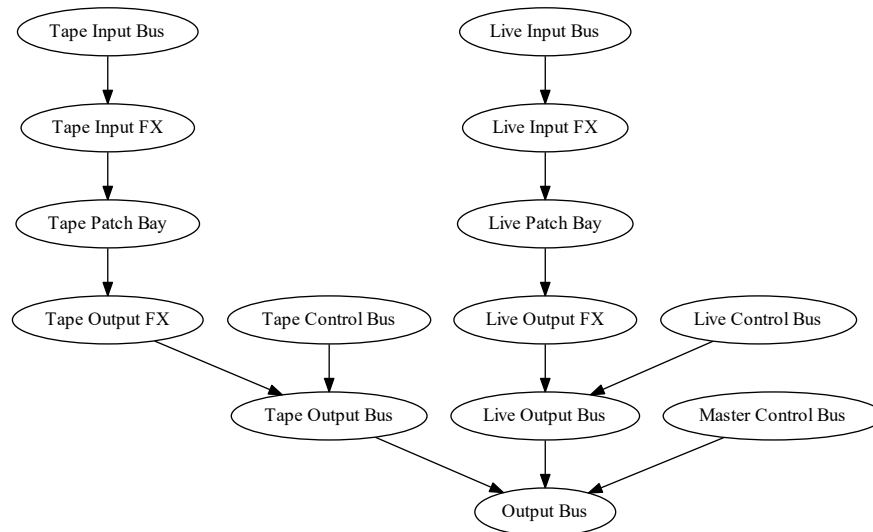 Tape Input Bus
Live Input Bus
Tape Input FX
Live Input FX
Tape Patch Bay
Live Patch Bay
Tape Output FX
Tape Control Bus
Live Output FX
Live Control Bus
Tape Output Bus
Live Output Bus
Master Control Bus
Output Bus